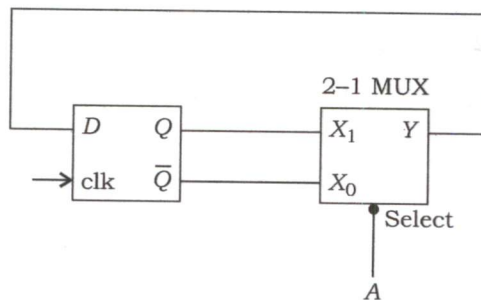 2–1 MUX
D Q
clk Q̅
X₁ Y
X₀
Select
A